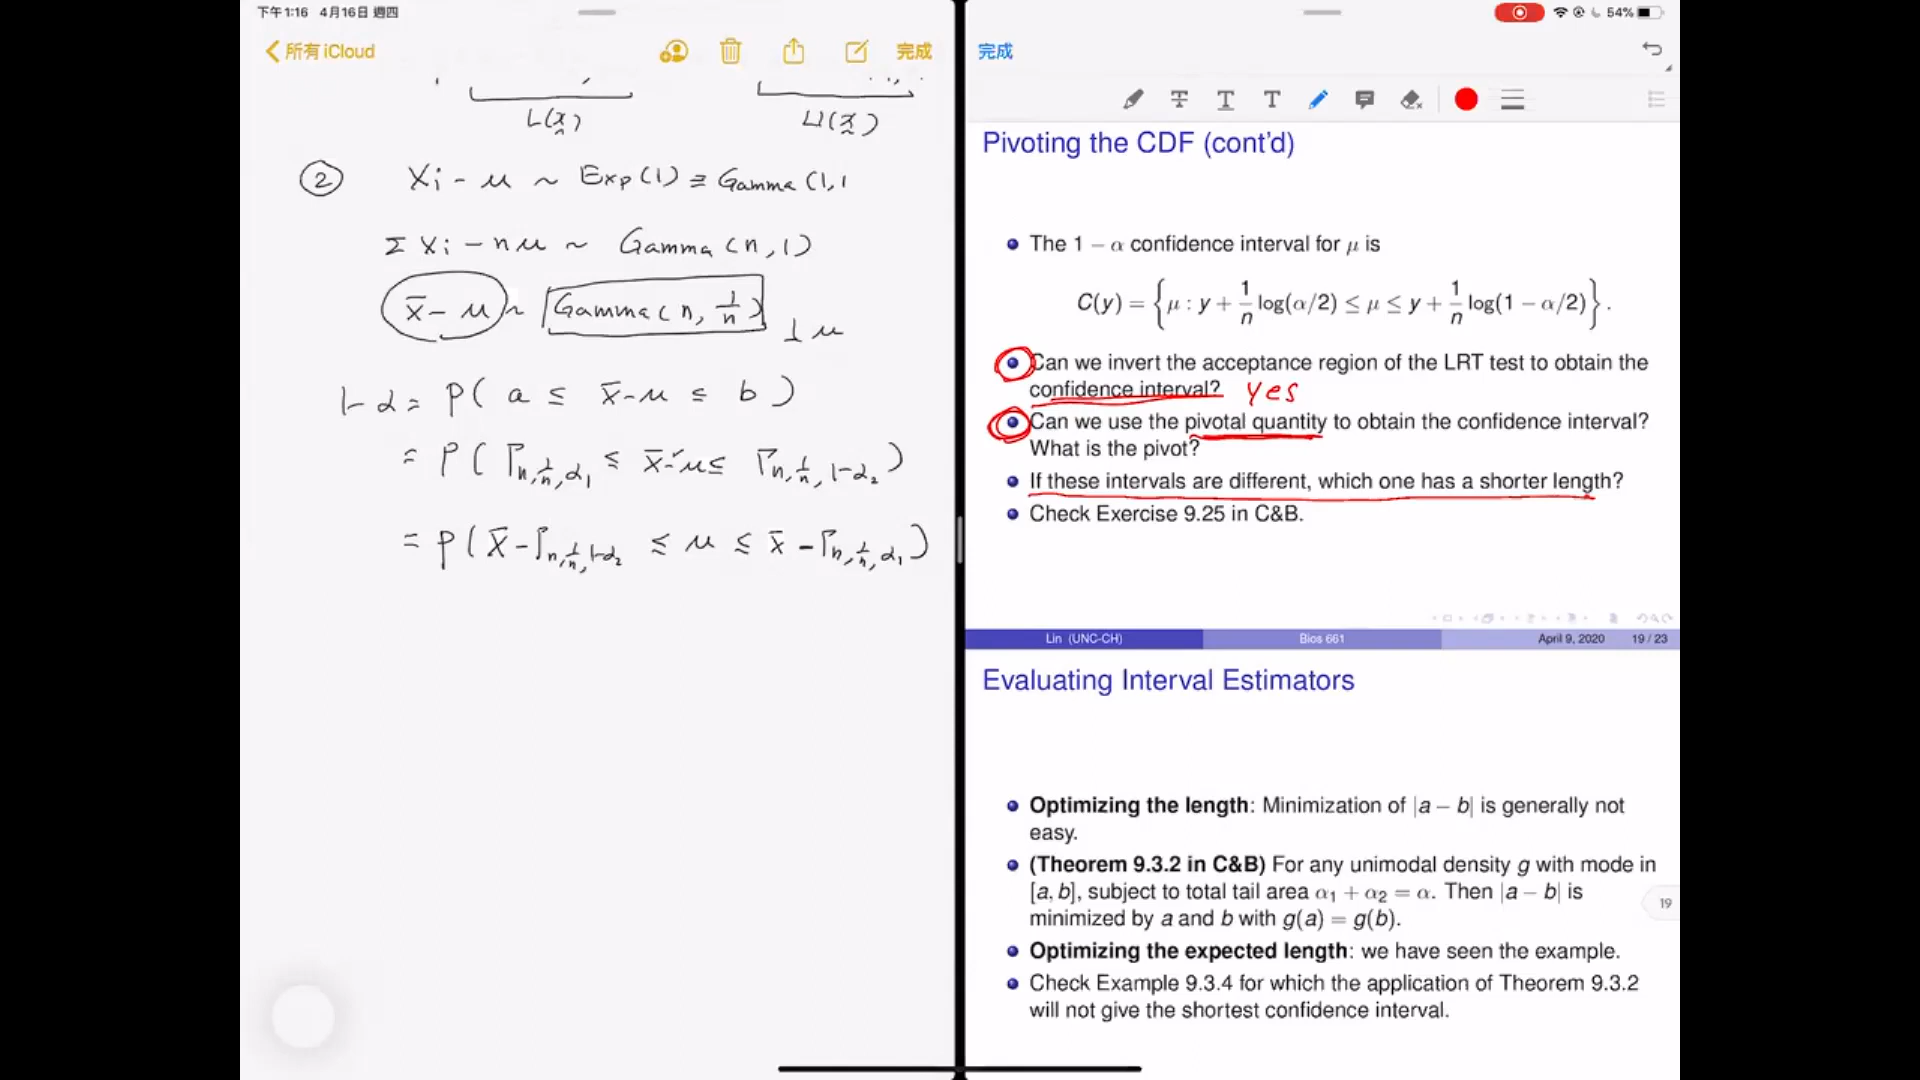 下午1:16 4月16日 週四
所有 iCloud
完成
L(x) U(x)
② Xi - μ ~ Exp(1) ≡ Gamma (1,1
Σ Xi - nμ ~ Gamma (n, 1)
x̄ - μ ~ Gamma ( n, 1/n ) ⊥ μ
1-α = P( a ≤ x̄-μ ≤ b )
= P( Γn,1/n,α1 ≤ x̄-μ ≤ Γn,1/n,1-α2 )
= P( x̄ - Γn,1/n,1-α2 ≤ μ ≤ x̄ - Γn,1/n,α1 )
54%
完成
Pivoting the CDF (cont'd)
The 1 − α confidence interval for μ is
C(y) = { μ : y + 1/n log(α/2) ≤ μ ≤ y + 1/n log(1 − α/2) } .
Can we invert the acceptance region of the LRT test to obtain the
confidence interval? Yes
Can we use the pivotal quantity to obtain the confidence interval?
What is the pivot?
If these intervals are different, which one has a shorter length?
Check Exercise 9.25 in C&B.
Lin (UNC-CH) Bios 661 April 9, 2020 19 / 23
Evaluating Interval Estimators
Optimizing the length: Minimization of |a − b| is generally not
easy.
(Theorem 9.3.2 in C&B) For any unimodal density g with mode in
[a, b], subject to total tail area α1 + α2 = α. Then |a − b| is
minimized by a and b with g(a) = g(b).
19
Optimizing the expected length: we have seen the example.
Check Example 9.3.4 for which the application of Theorem 9.3.2
will not give the shortest confidence interval.